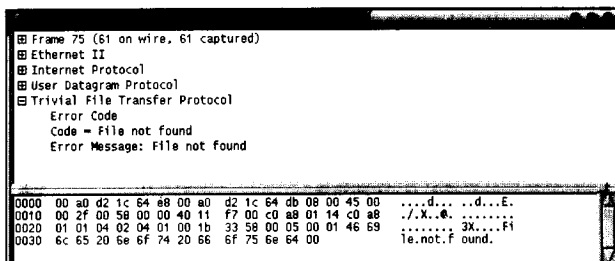 Frame 75 (61 on wire, 61 captured)
Ethernet II
Internet Protocol
User Datagram Protocol
Trivial File Transfer Protocol
Error Code
Code = File not found
Error Message: File not found
0000 00 a0 d2 1c 64 e8 00 a0 d2 1c 64 db 08 00 45 00 ....d... ..d...E.
0010 00 2f 00 58 00 00 40 11 f7 00 c0 a8 01 14 c0 a8 ./.X..@. ........
0020 01 01 04 02 04 01 00 1b 33 58 00 05 00 01 46 69 ........ 3X....Fi
0030 6c 65 20 6e 6f 74 20 66 6f 75 6e 64 00 le.not.f ound.